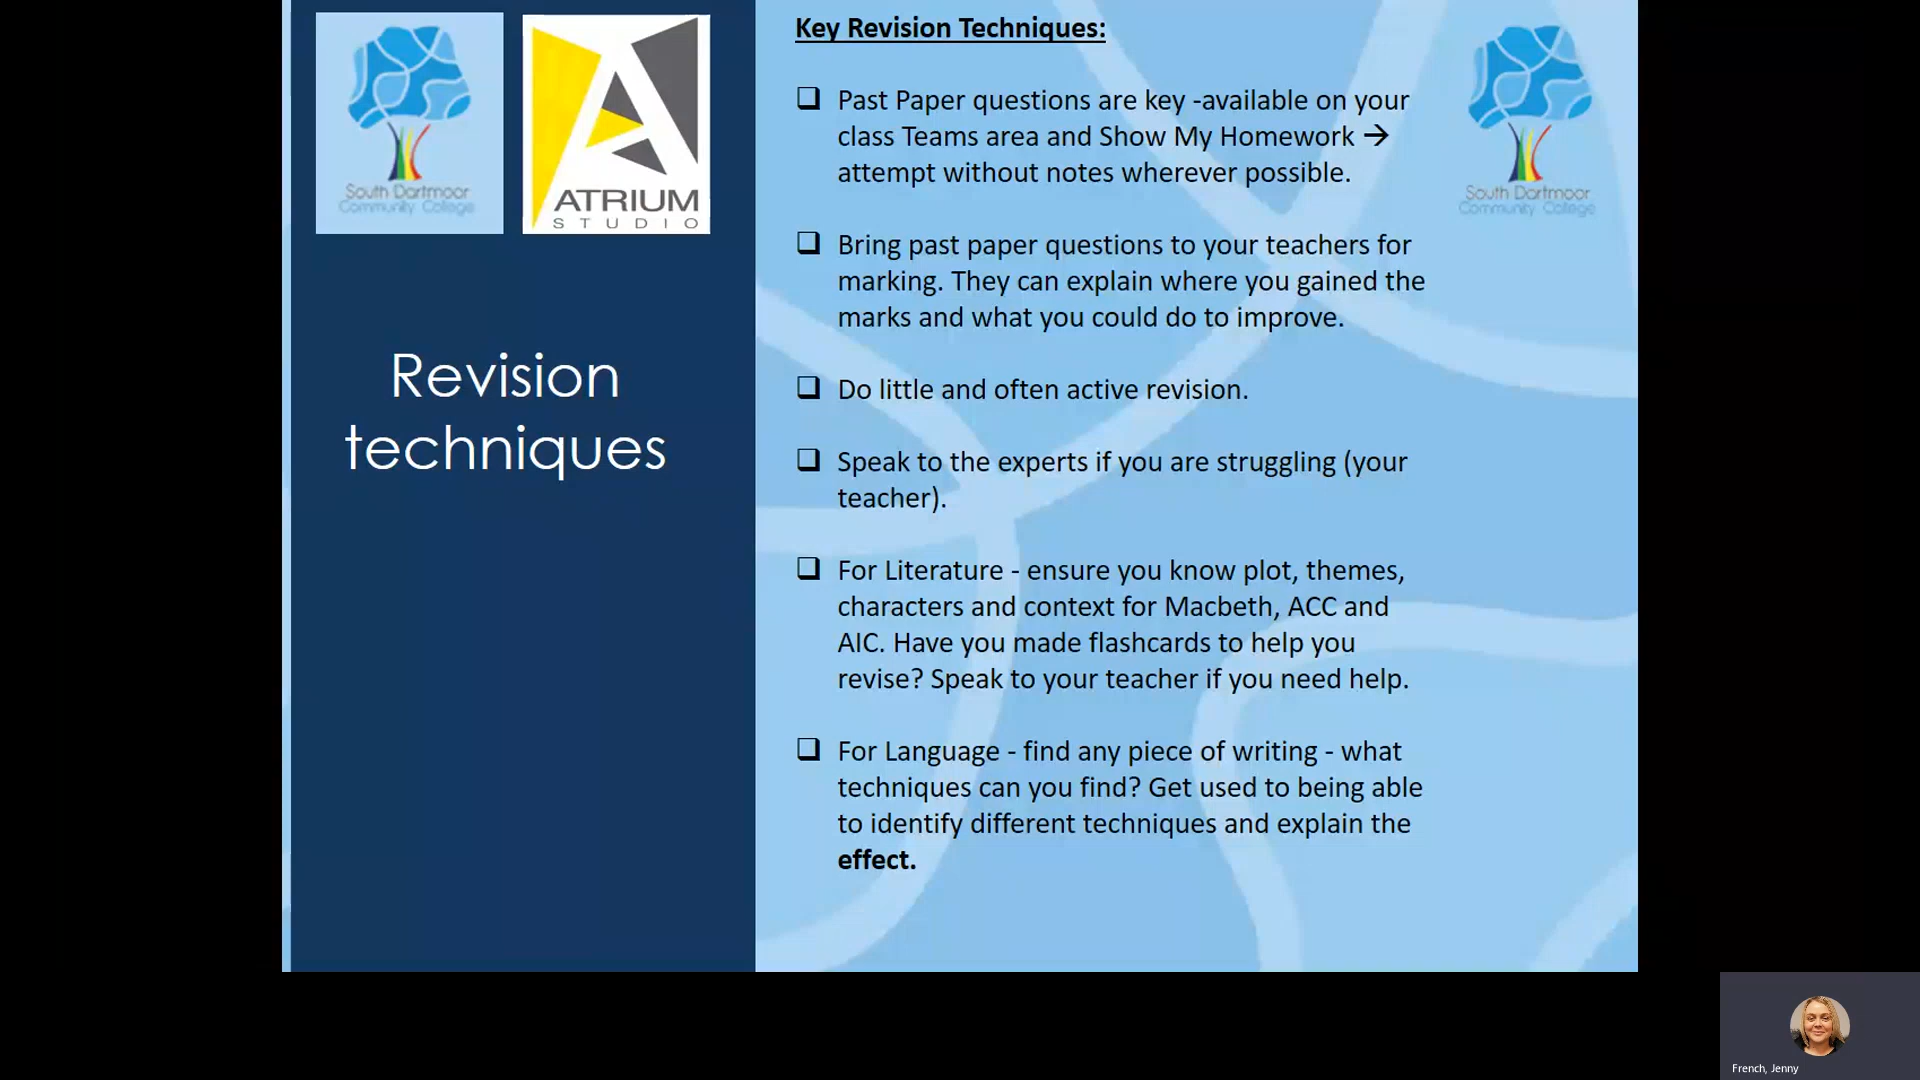 South Dartmoor
Community College
ATRIUM
STUDIO
Revision
techniques
Key Revision Techniques:
❑ Past Paper questions are key -available on your
class Teams area and Show My Homework →
attempt without notes wherever possible.
❑ Bring past paper questions to your teachers for
marking. They can explain where you gained the
marks and what you could do to improve.
❑ Do little and often active revision.
❑ Speak to the experts if you are struggling (your
teacher).
❑ For Literature - ensure you know plot, themes,
characters and context for Macbeth, ACC and
AIC. Have you made flashcards to help you
revise? Speak to your teacher if you need help.
❑ For Language - find any piece of writing - what
techniques can you find? Get used to being able
to identify different techniques and explain the
effect.
South Dartmoor
Community College
French, Jenny